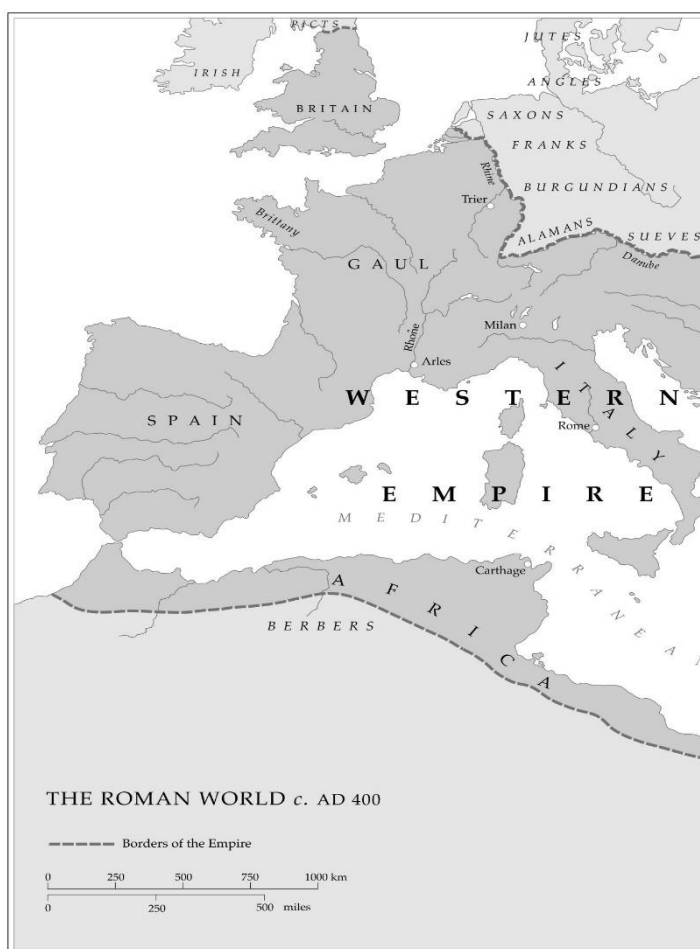 PICTS
JUTES
IRISH
ANGLES
BRITAIN
SAXONS
FRANKS
Rhine
BURGUNDIANS
Trier
Brittany
ALAMANS
SUEVES
GAUL
Danube
Milan
Rhône
Arles
ITALY
WESTERN
SPAIN
Rome
EMPIRE
MEDITERRANEA
Carthage
AFRICA
BERBERS
THE ROMAN WORLD c. AD 400
Borders of the Empire
0 250 500 750 1000 km
0 250 500 miles